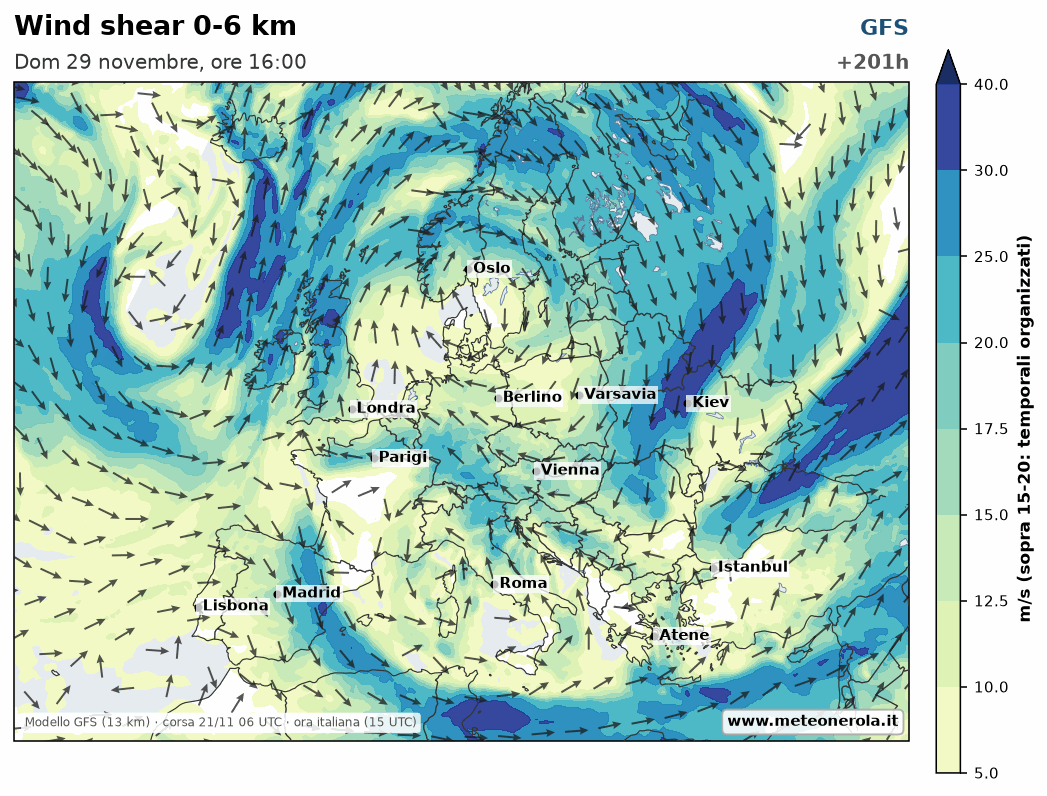 Wind shear 0-6 km
GFS
Dom 29 novembre, ore 16:00
+201h
Oslo
Londra
Berlino
Varsavia
Kiev
Parigi
Vienna
Istanbul
Madrid
Roma
Lisbona
Atene
Modello GFS (13 km) · corsa 21/11 06 UTC · ora italiana (15 UTC)
www.meteonerola.it
40.0
30.0
25.0
20.0
17.5
15.0
12.5
10.0
5.0
m/s (sopra 15-20: temporali organizzati)